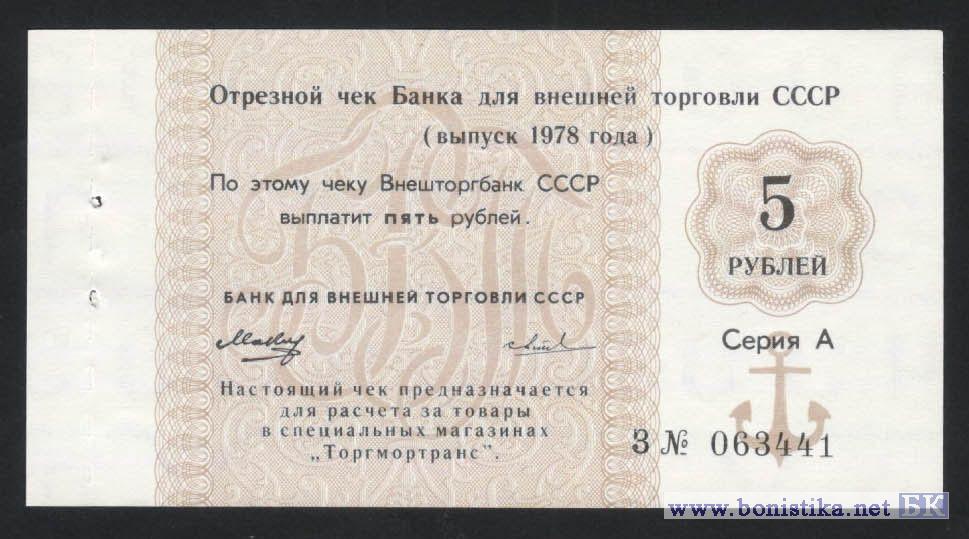 Отрезной чек Банка для внешней торговли СССР
( выпуск 1978 года )
По этому чеку Внешторгбанк СССР
выплатит пять рублей.
5
РУБЛЕЙ
БАНК ДЛЯ ВНЕШНЕЙ ТОРГОВЛИ СССР
Серия А
Настоящий чек предназначается
для расчета за товары
в специальных магазинах
„Торгмортранс".
З № 063441
www.bonistika.net БК